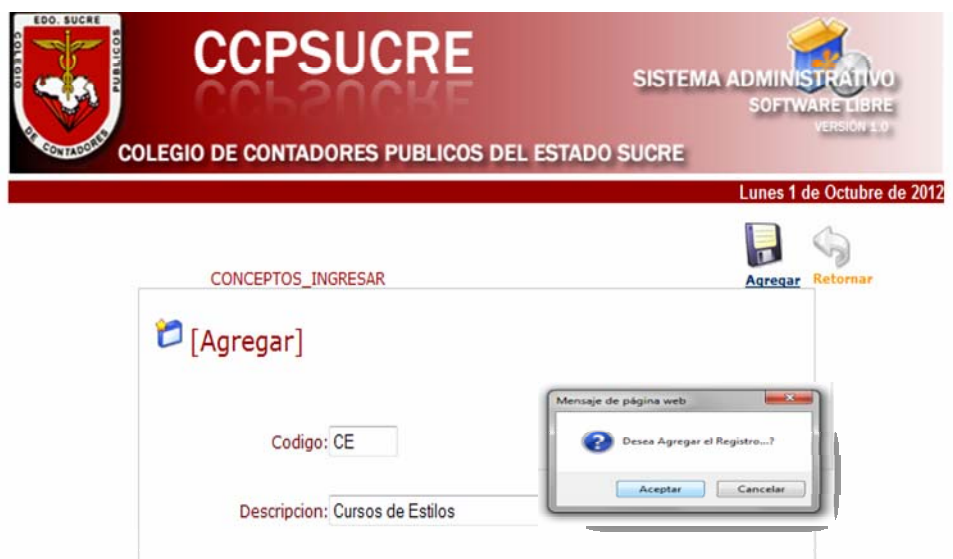 EDO. SUCRE
COLEGIO
PUBLICOS
DE CONTADORES
CCPSUCRE
SISTEMA ADMINISTRATIVO
SOFTWARE LIBRE
VERSIÓN 1.0
COLEGIO DE CONTADORES PUBLICOS DEL ESTADO SUCRE
Lunes 1 de Octubre de 2012
CONCEPTOS_INGRESAR
Agregar Retornar
[Agregar]
Mensaje de página web
Desea Agregar el Registro...?
Aceptar Cancelar
Codigo: CE
Descripcion: Cursos de Estilos